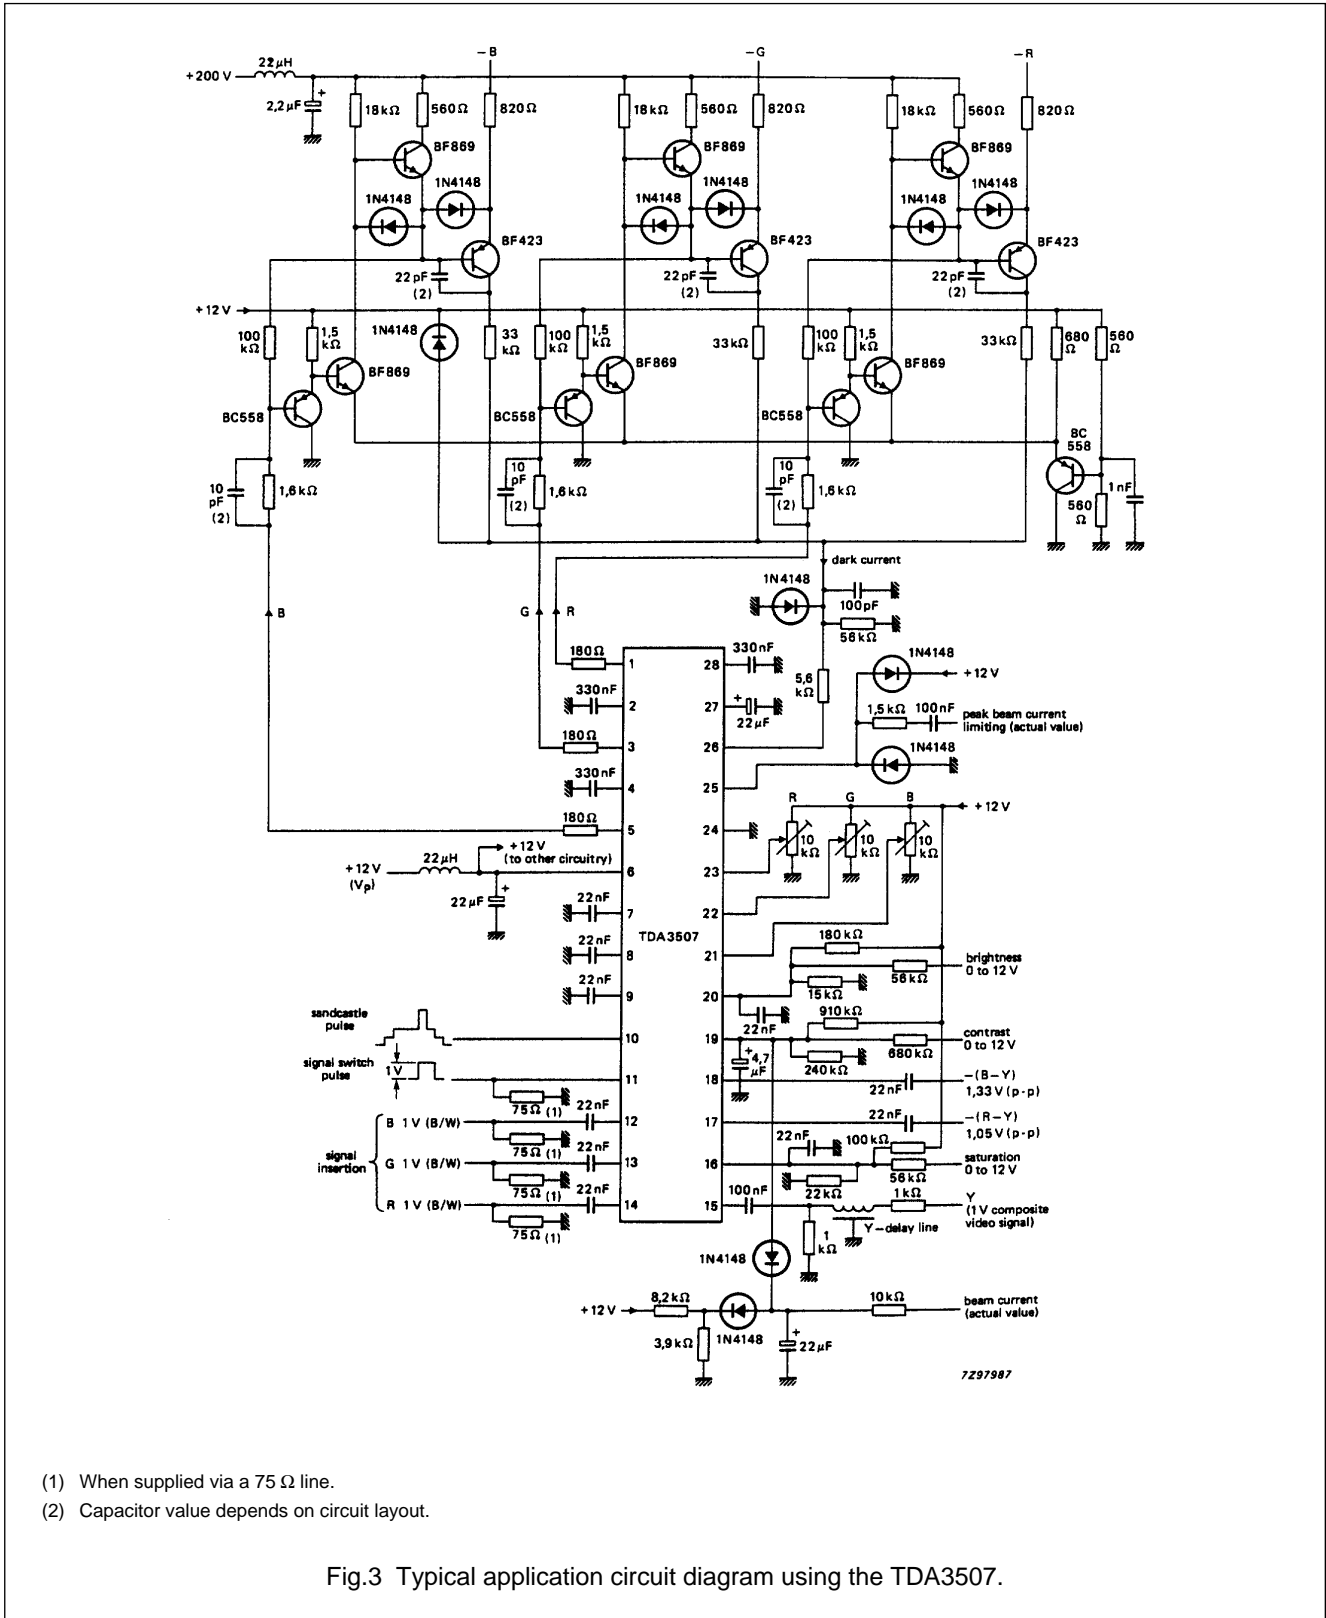 −B
−G
−R
+200 V
22 µH
2,2 µF
+
18 kΩ
560 Ω
820 Ω
18 kΩ
560 Ω
820 Ω
18 kΩ
560 Ω
820 Ω
BF869
BF869
BF869
1N4148
1N4148
1N4148
1N4148
1N4148
1N4148
BF423
BF423
BF423
22 pF
(2)
22 pF
(2)
22 pF
(2)
+12 V
100
kΩ
1,5
kΩ
1N4148
33
kΩ
100
kΩ
1,5
kΩ
33 kΩ
100
kΩ
1,5
kΩ
33 kΩ
680
Ω
560
Ω
BF869
BF869
BF869
BC558
BC558
BC558
BC
558
10
pF
(2)
1,6 kΩ
10
pF
(2)
1,6 kΩ
10
pF
(2)
1,6 kΩ
560
Ω
1 nF
dark current
1N4148
100 pF
56 kΩ
B
G
R
180 Ω
1
28
330 nF
5,6
kΩ
1N4148
+12 V
330 nF
2
27
+
22 µF
1,5 kΩ
100 nF
peak beam current
limiting (actual value)
180 Ω
3
26
1N4148
330 nF
4
25
R
G
B
+12 V
180 Ω
5
24
10
kΩ
10
kΩ
10
kΩ
+12 V
(Vp)
22 µH
+12 V
(to other circuitry)
6
23
22 µF
+
22 nF
7
22
TDA3507
22 nF
8
21
180 kΩ
brightness
0 to 12 V
56 kΩ
22 nF
9
20
15 kΩ
22 nF
910 kΩ
sandcastle
pulse
10
19
contrast
0 to 12 V
680 kΩ
+
4,7
µF
240 kΩ
signal switch
pulse
1 V
11
18
22 nF
−(B−Y)
1,33 V (p-p)
75 Ω (1)
B 1 V (B/W)
22 nF
12
17
22 nF
−(R−Y)
1,05 V (p-p)
75 Ω (1)
signal
insertion
G 1 V (B/W)
22 nF
13
16
22 nF
100 kΩ
saturation
0 to 12 V
56 kΩ
22 kΩ
75 Ω (1)
R 1 V (B/W)
22 nF
14
15
100 nF
1 kΩ
Y
(1 V composite
video signal)
75 Ω (1)
Y−delay line
1
kΩ
1N4148
+12 V
8,2 kΩ
1N4148
10 kΩ
beam current
(actual value)
3,9 kΩ
+
22 µF
7Z97987
(1) When supplied via a 75 Ω line.
(2) Capacitor value depends on circuit layout.
Fig.3 Typical application circuit diagram using the TDA3507.